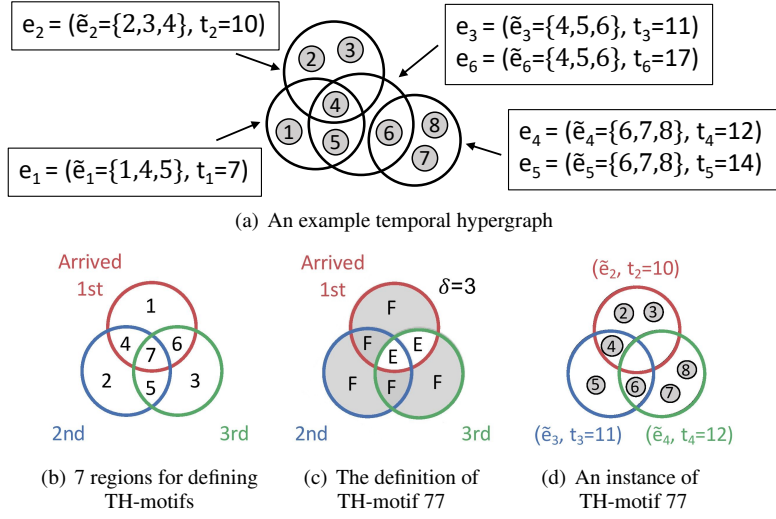 e₂ = (ẽ₂={2,3,4}, t₂=10)
e₃ = (ẽ₃={4,5,6}, t₃=11)
e₆ = (ẽ₆={4,5,6}, t₆=17)
2 3
4
1 5 6 8
7
e₄ = (ẽ₄={6,7,8}, t₄=12)
e₅ = (ẽ₅={6,7,8}, t₅=14)
e₁ = (ẽ₁={1,4,5}, t₁=7)
(a) An example temporal hypergraph
Arrived
1st
1
4 7 6
2 5 3
2nd
3rd
(b) 7 regions for defining
TH-motifs
Arrived
1st
δ=3
F
F E E
F F F
2nd
3rd
(c) The definition of
TH-motif 77
(ẽ₂, t₂=10)
2 3
4
5 6 7 8
(ẽ₃, t₃=11)
(ẽ₄, t₄=12)
(d) An instance of
TH-motif 77